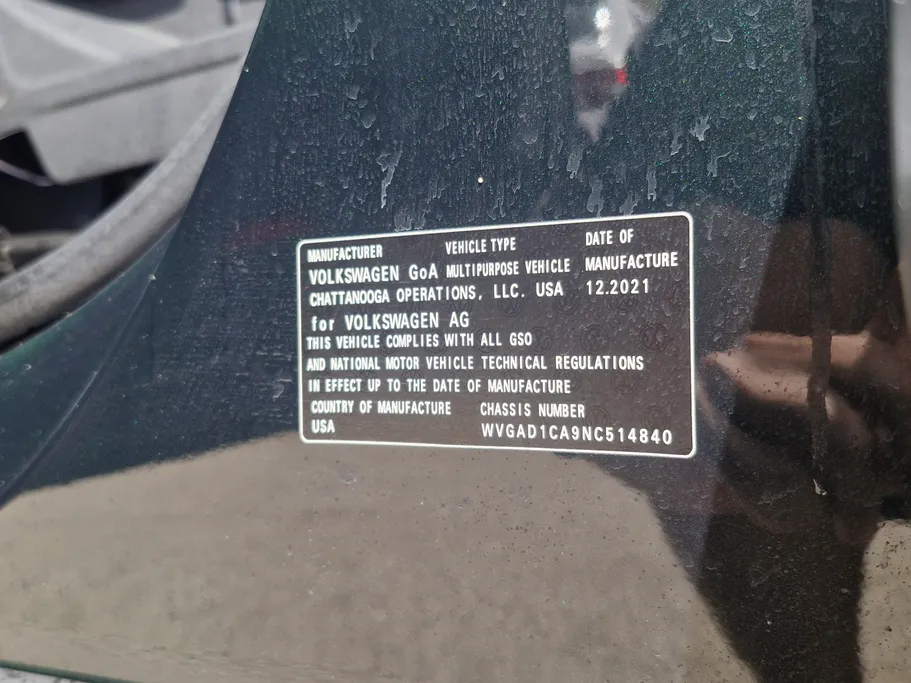 MANUFACTURER VEHICLE TYPE DATE OF
VOLKSWAGEN GoA MULTIPURPOSE VEHICLE MANUFACTURE
CHATTANOOGA OPERATIONS, LLC. USA 12.2021
for VOLKSWAGEN AG
THIS VEHICLE COMPLIES WITH ALL GSO
AND NATIONAL MOTOR VEHICLE TECHNICAL REGULATIONS
IN EFFECT UP TO THE DATE OF MANUFACTURE
COUNTRY OF MANUFACTURE CHASSIS NUMBER
USA WVGAD1CA9NC514840